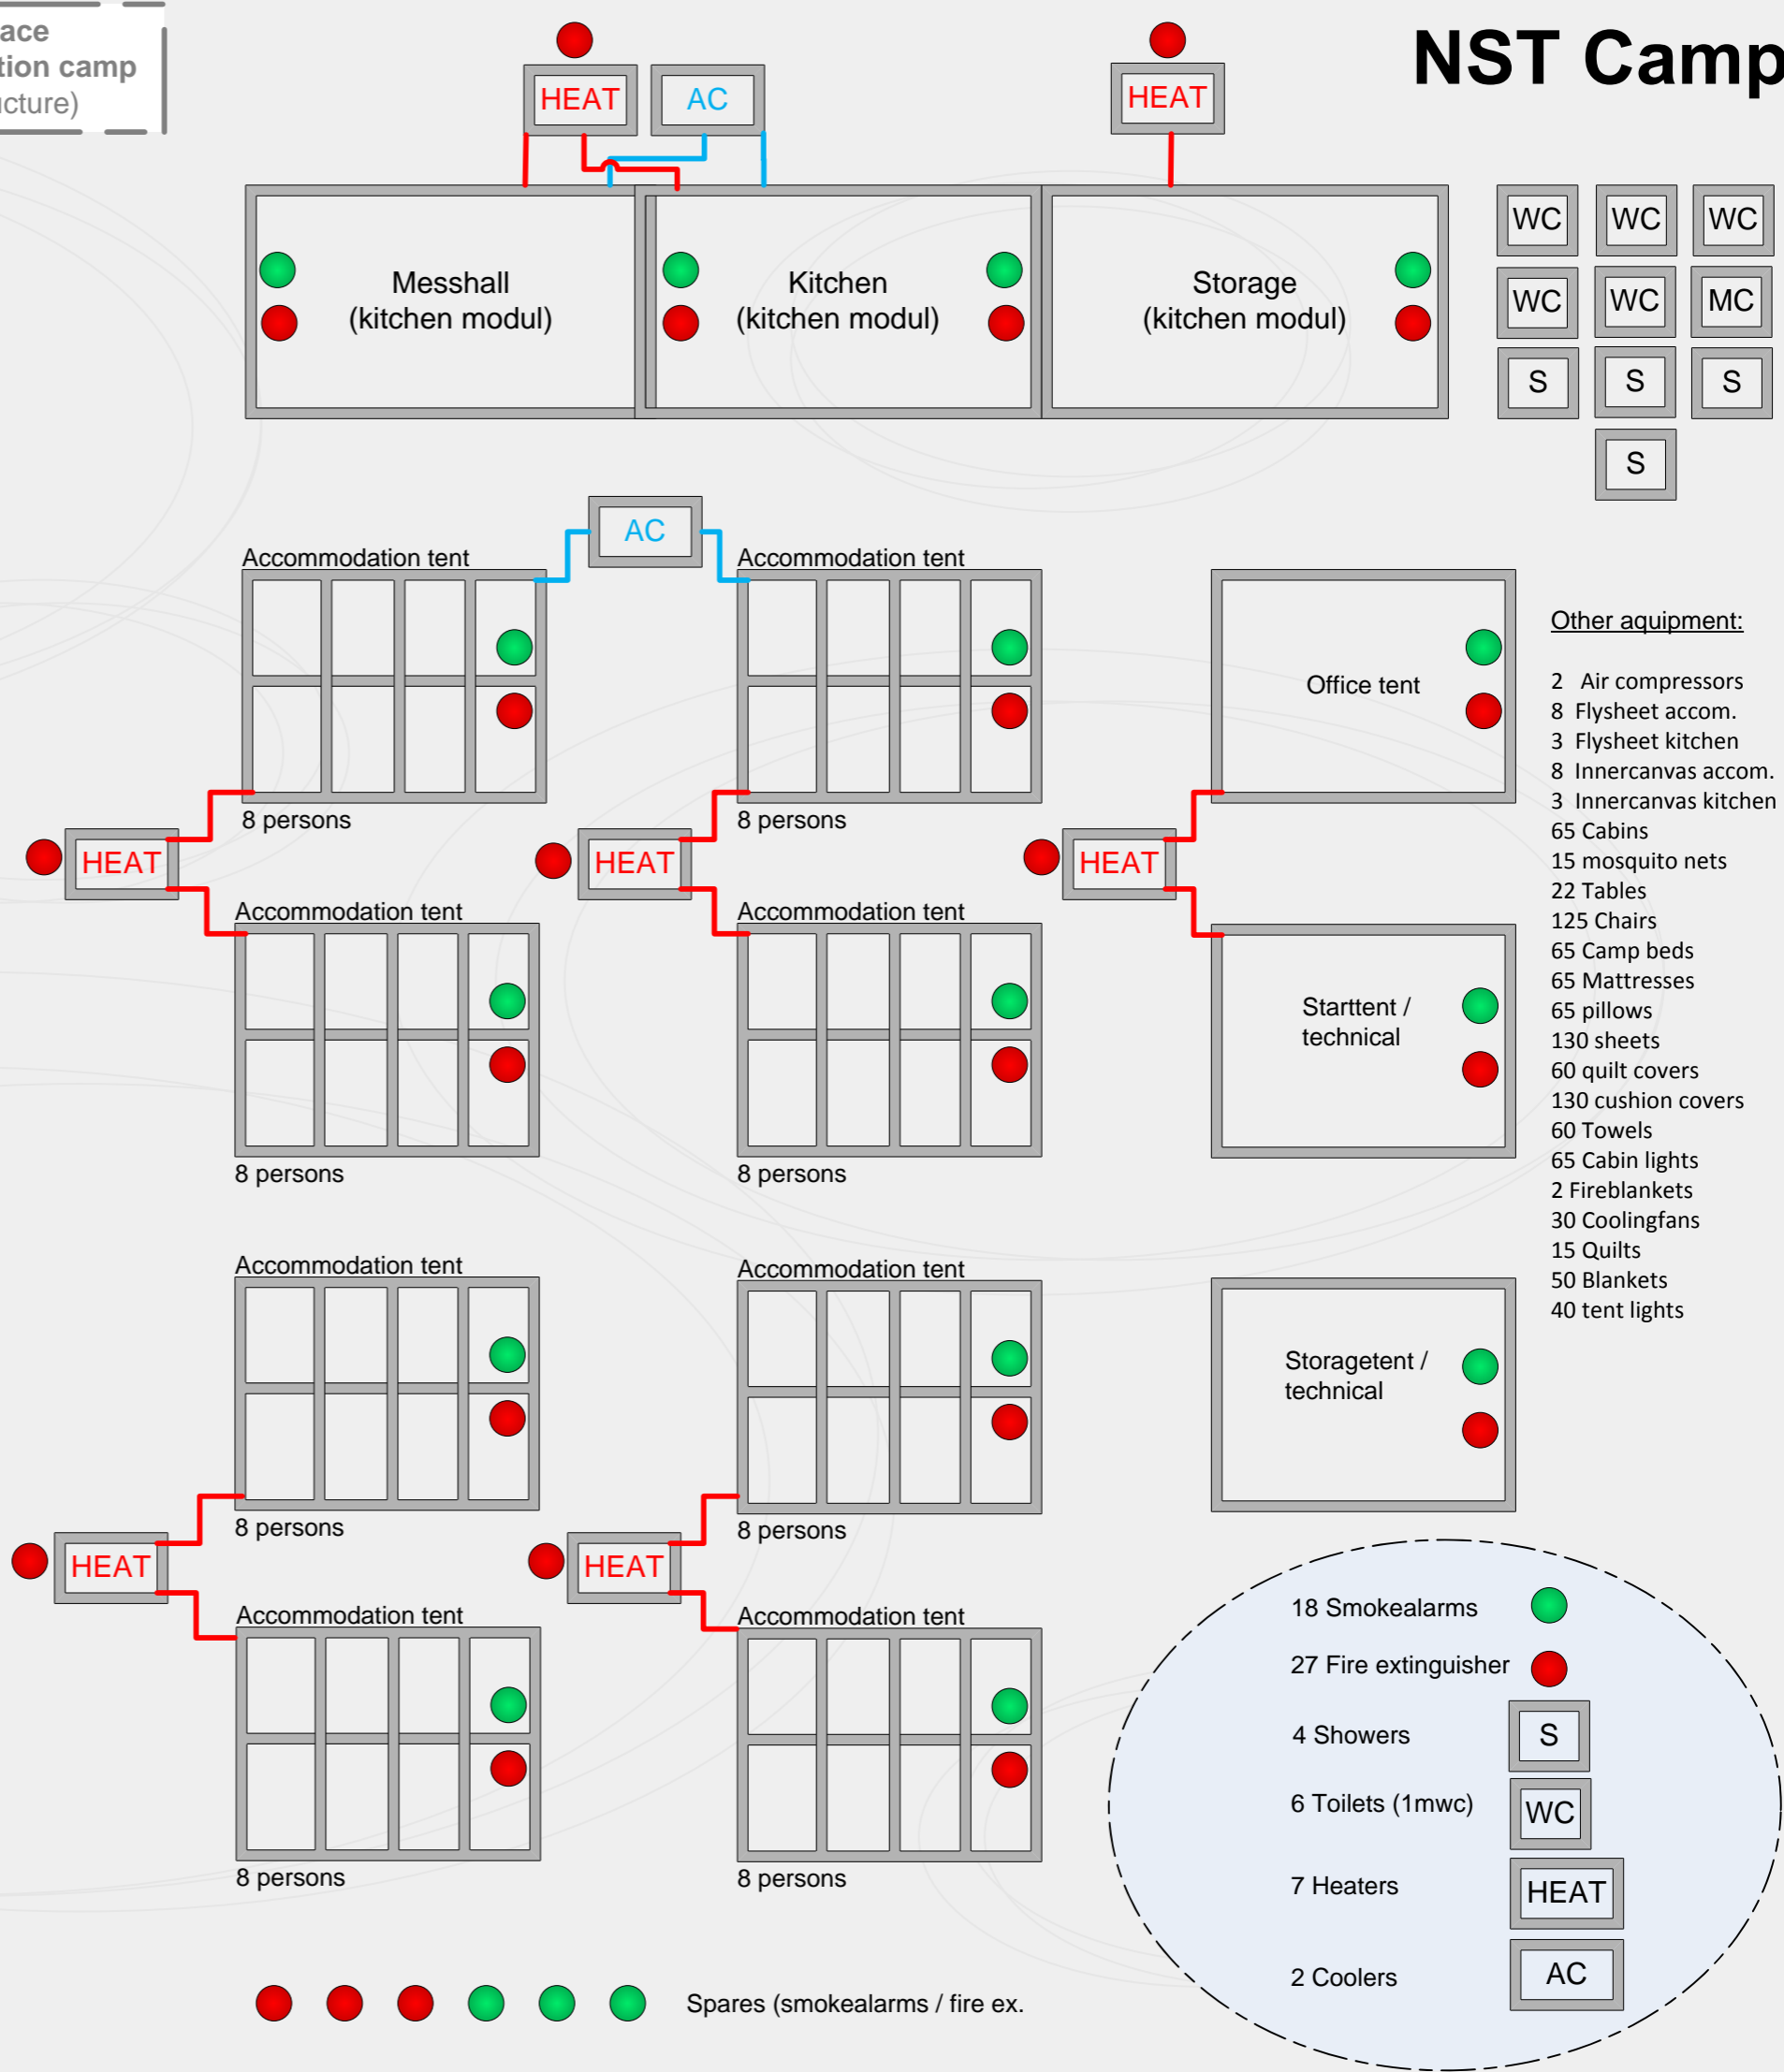 ace
tion camp
ucture)
NST Camp
HEAT
AC
HEAT
Messhall
(kitchen modul)
Kitchen
(kitchen modul)
Storage
(kitchen modul)
WC
WC
WC
WC
WC
MC
S
S
S
S
AC
Accommodation tent
8 persons
Accommodation tent
8 persons
Office tent
HEAT
HEAT
HEAT
Accommodation tent
8 persons
Accommodation tent
8 persons
Starttent /
technical
Other aquipment:
2 Air compressors
8 Flysheet accom.
3 Flysheet kitchen
8 Innercanvas accom.
3 Innercanvas kitchen
65 Cabins
15 mosquito nets
22 Tables
125 Chairs
65 Camp beds
65 Mattresses
65 pillows
130 sheets
60 quilt covers
130 cushion covers
60 Towels
65 Cabin lights
2 Fireblankets
30 Coolingfans
15 Quilts
50 Blankets
40 tent lights
Accommodation tent
8 persons
Accommodation tent
8 persons
Storagetent /
technical
HEAT
HEAT
Accommodation tent
8 persons
Accommodation tent
8 persons
18 Smokealarms
27 Fire extinguisher
4 Showers
S
6 Toilets (1mwc)
WC
7 Heaters
HEAT
2 Coolers
AC
Spares (smokealarms / fire ex.